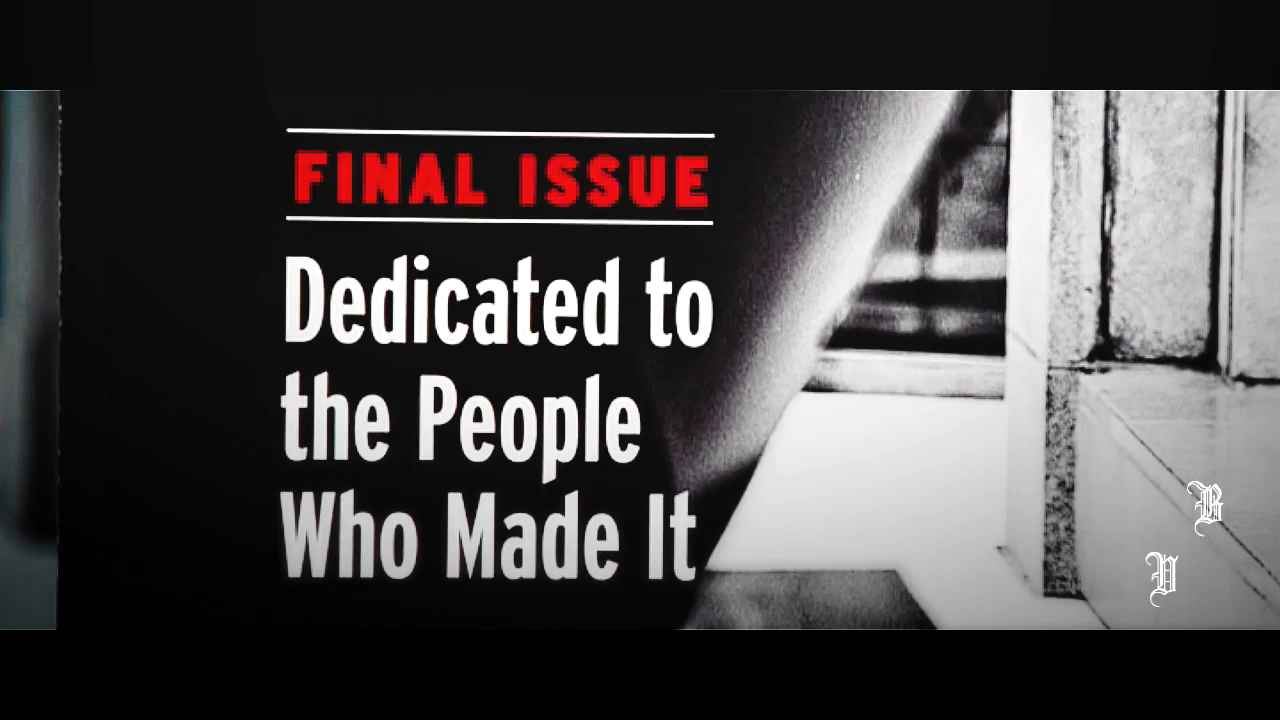 FINAL ISSUE
Dedicated to
the People
Who Made It
B
V